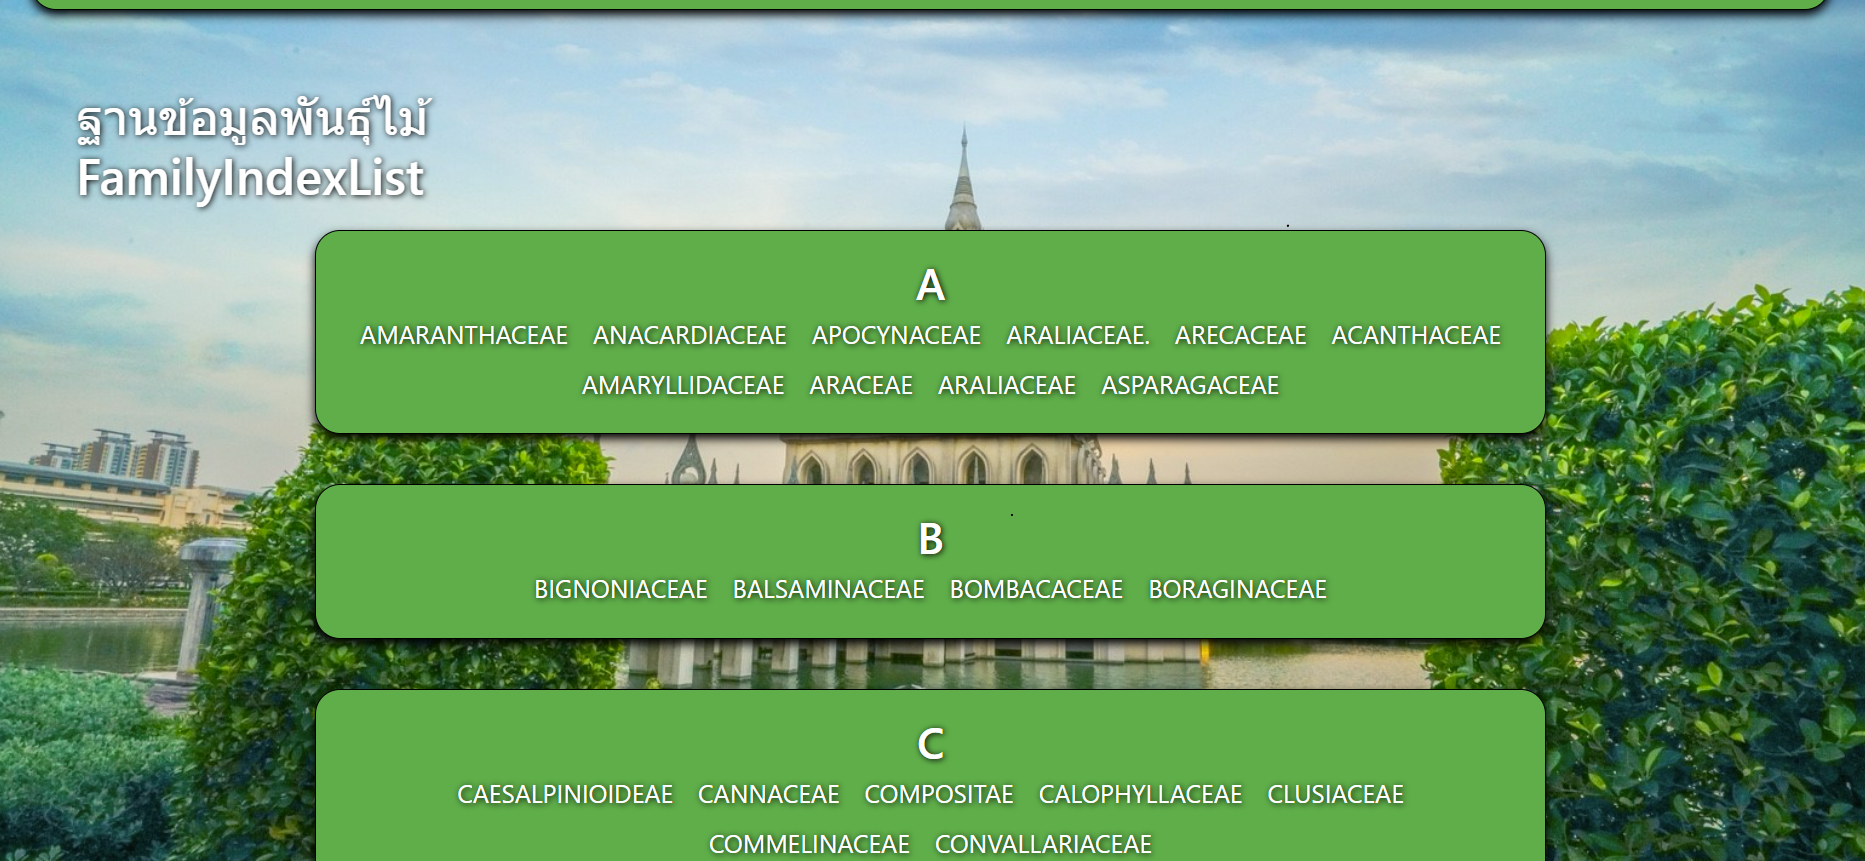 ฐานข้อมูลพันธุ์ไม้
FamilyIndexList
A
AMARANTHACEAE ANACARDIACEAE APOCYNACEAE ARALIACEAE. ARECACEAE ACANTHACEAE
AMARYLLIDACEAE ARACEAE ARALIACEAE ASPARAGACEAE
B
BIGNONIACEAE BALSAMINACEAE BOMBACACEAE BORAGINACEAE
C
CAESALPINIOIDEAE CANNACEAE COMPOSITAE CALOPHYLLACEAE CLUSIACEAE
COMMELINACEAE CONVALLARIACEAE